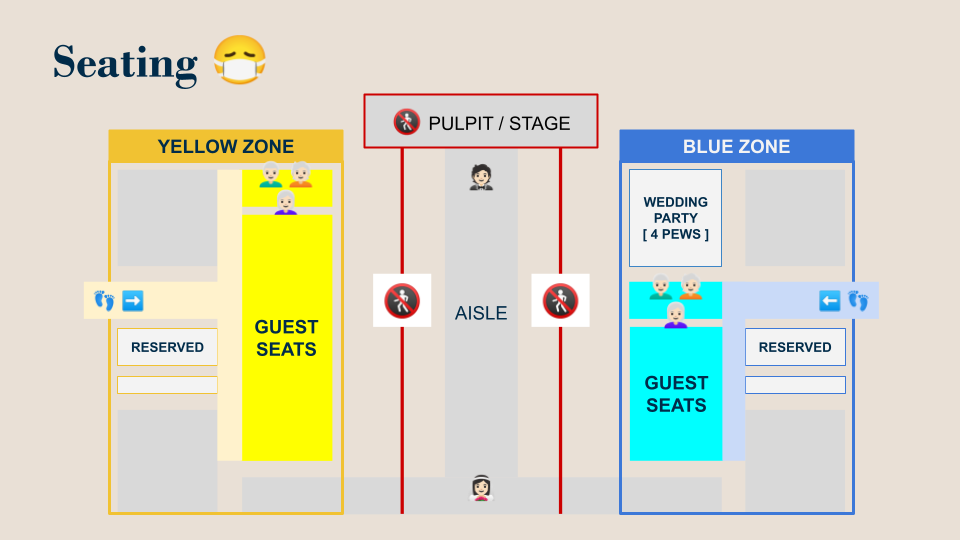 Seating
PULPIT / STAGE
YELLOW ZONE
BLUE ZONE
WEDDING
PARTY
[ 4 PEWS ]
AISLE
GUEST
SEATS
RESERVED
RESERVED
GUEST
SEATS